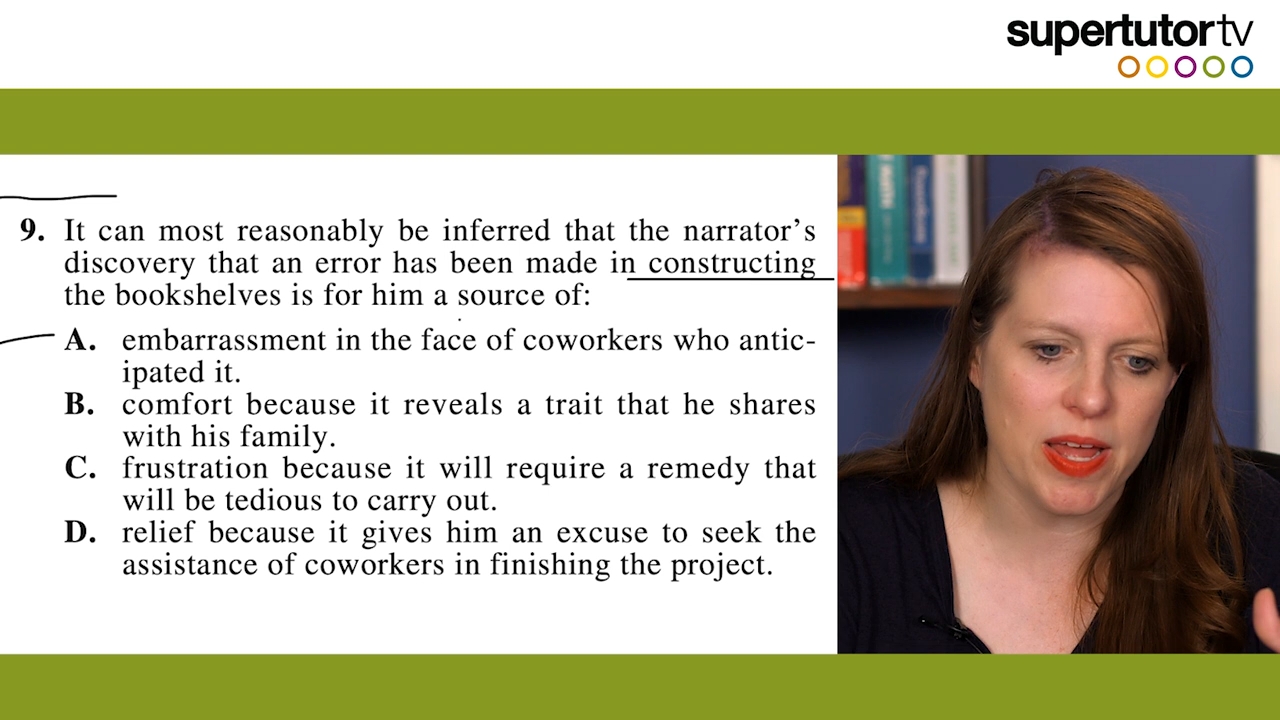 supertutortv
9. It can most reasonably be inferred that the narrator's
discovery that an error has been made in constructing
the bookshelves is for him a source of:
A. embarrassment in the face of coworkers who antic-
ipated it.
B. comfort because it reveals a trait that he shares
with his family.
C. frustration because it will require a remedy that
will be tedious to carry out.
D. relief because it gives him an excuse to seek the
assistance of coworkers in finishing the project.